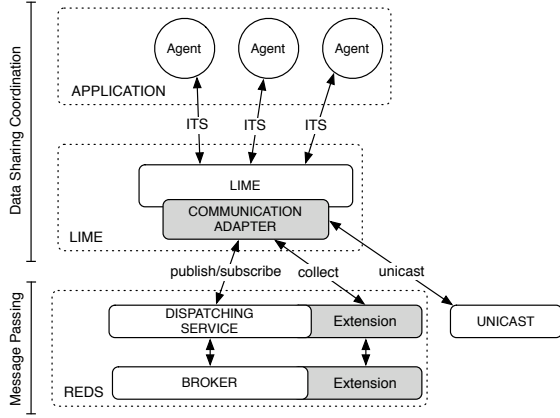 Data Sharing Coordination
Agent
Agent
Agent
APPLICATION
ITS
ITS
ITS
LIME
COMMUNICATION
ADAPTER
LIME
publish/subscribe
collect
unicast
Message Passing
DISPATCHING
SERVICE
Extension
UNICAST
BROKER
Extension
REDS